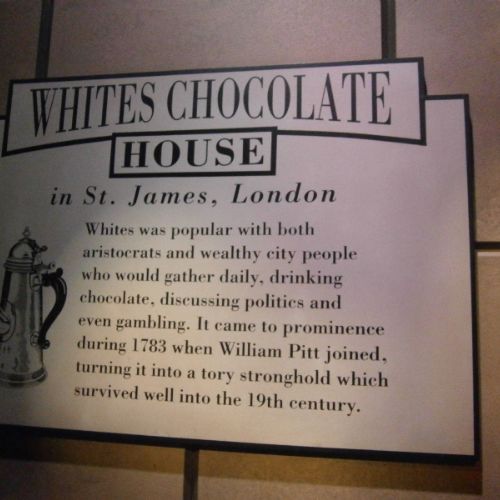 WHITES CHOCOLATE
HOUSE
in St. James, London
Whites was popular with both
aristocrats and wealthy city people
who would gather daily, drinking
chocolate, discussing politics and
even gambling. It came to prominence
during 1783 when William Pitt joined,
turning it into a tory stronghold which
survived well into the 19th century.